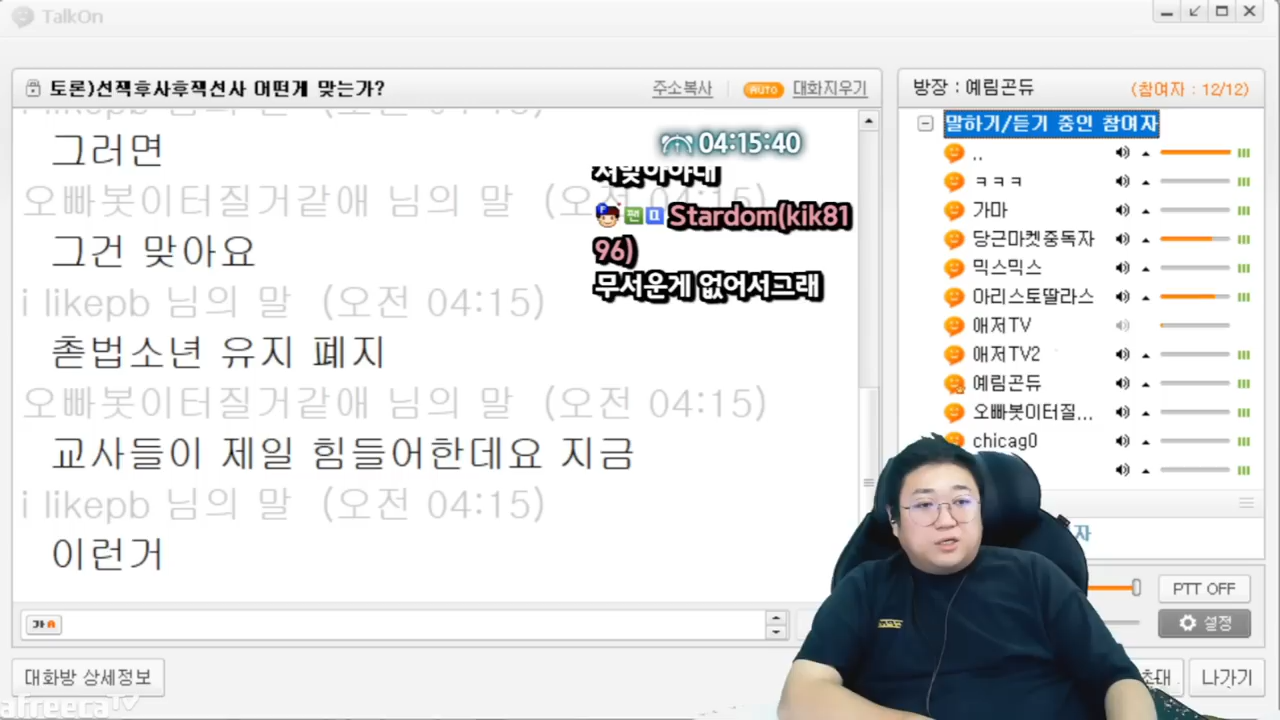 TalkOn
토론)선잭후사후잭선사 어떤게 맞는가?
주소복사
AUTO
대화지우기
그러면
오빠봇이터질거같애 님의 말 (오전 04:15)
그건 맞아요
i likepb 님의 말 (오전 04:15)
촏법소년 유지 폐지
오빠봇이터질거같애 님의 말 (오전 04:15)
교사들이 제일 힘들어한데요 지금
i likepb 님의 말 (오전 04:15)
이런거
04:15:40
Stardom(kik81
96)
무서운게 없어서그래
방장 : 예림곤듀
(참여자 : 12/12)
말하기/듣기 중인 참여자
..
ㅋㅋㅋ
가마
당근마켓중독자
믹스믹스
아리스토딸라스
애저TV
애저TV2
예림곤듀
오빠봇이터질...
chicag0
자
PTT OFF
설정
가A
대화방 상세정보
초대
나가기
afreecaTV